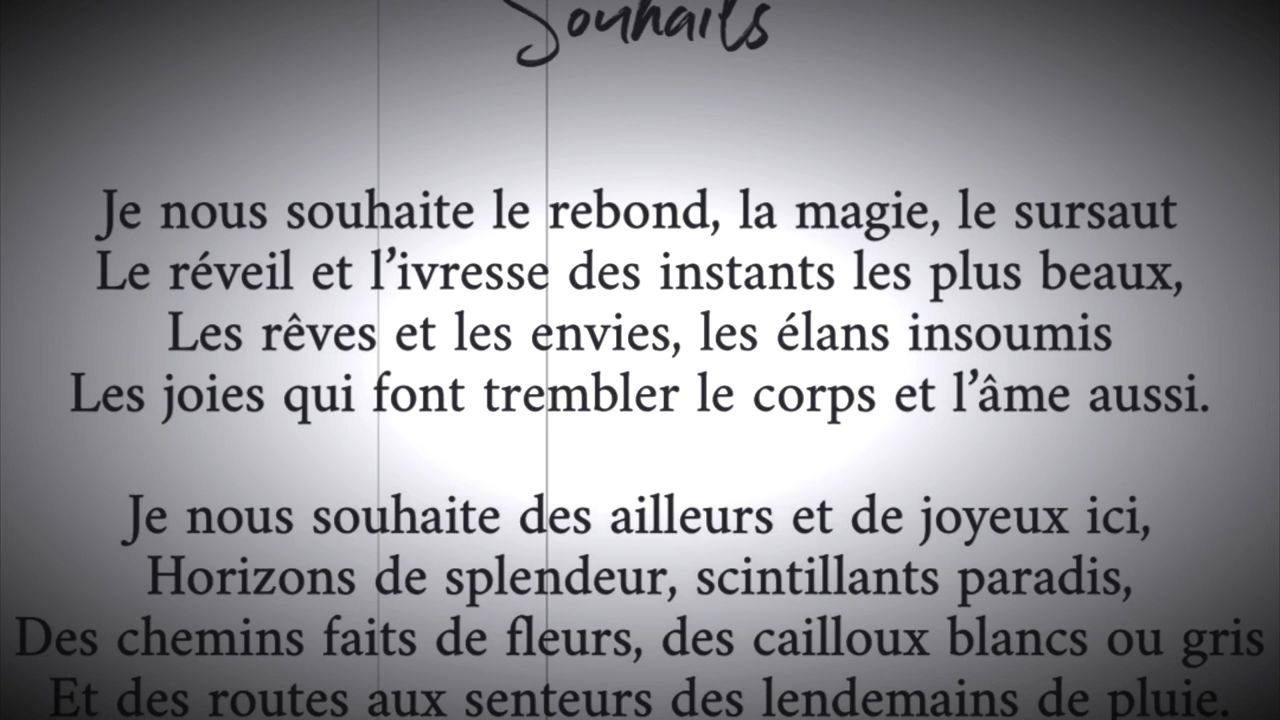 Souhaits
Je nous souhaite le rebond, la magie, le sursaut
Le réveil et l’ivresse des instants les plus beaux,
Les rêves et les envies, les élans insoumis
Les joies qui font trembler le corps et l’âme aussi.
Je nous souhaite des ailleurs et de joyeux ici,
Horizons de splendeur, scintillants paradis,
Des chemins faits de fleurs, des cailloux blancs ou gris
Et des routes aux senteurs des lendemains de pluie.